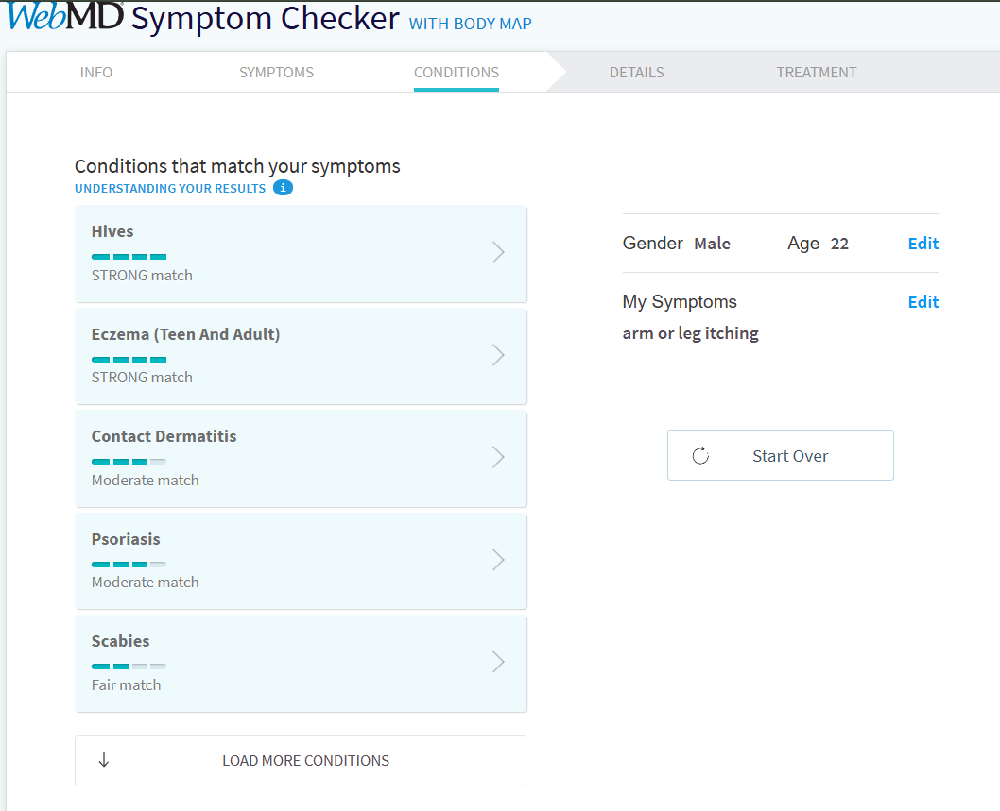 WebMD Symptom Checker WITH BODY MAP
INFO SYMPTOMS CONDITIONS DETAILS TREATMENT
Conditions that match your symptoms
UNDERSTANDING YOUR RESULTS i
Hives
STRONG match
Eczema (Teen And Adult)
STRONG match
Contact Dermatitis
Moderate match
Psoriasis
Moderate match
Scabies
Fair match
LOAD MORE CONDITIONS
Gender Male Age 22 Edit
My Symptoms Edit
arm or leg itching
Start Over